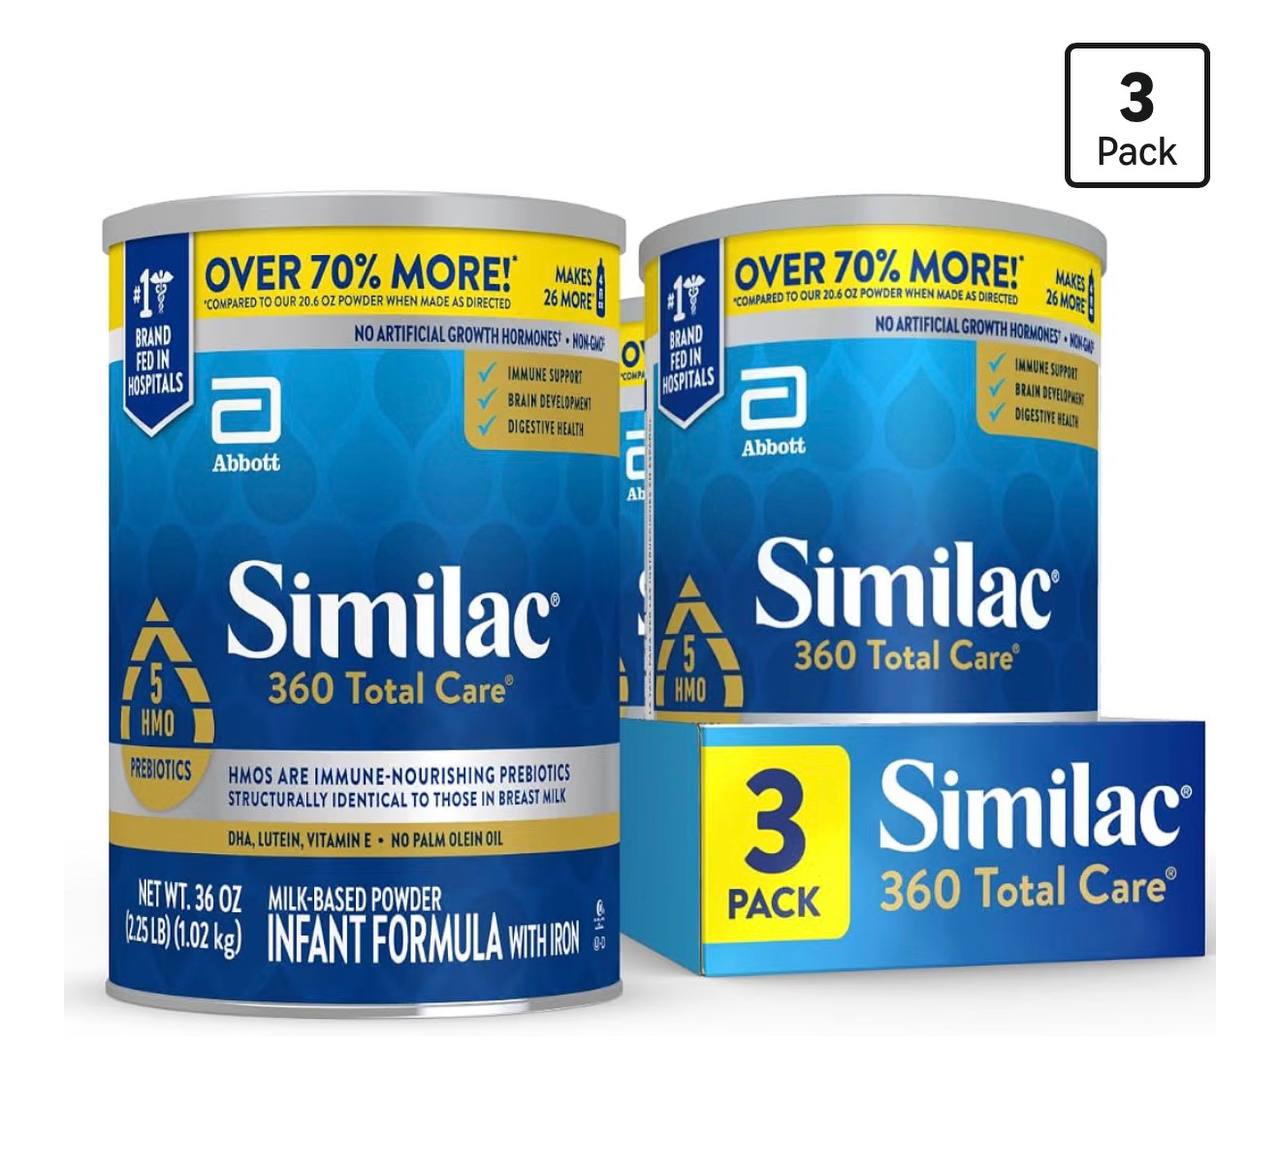 3
Pack
#1
BRAND
FED IN
HOSPITALS
OVER 70% MORE!*
*COMPARED TO OUR 20.6 OZ POWDER WHEN MADE AS DIRECTED
MAKES
26 MORE
NO ARTIFICIAL GROWTH HORMONES† • NON-GMO‡
IMMUNE SUPPORT
BRAIN DEVELOPMENT
DIGESTIVE HEALTH
Abbott
Similac®
360 Total Care®
5
HMO
PREBIOTICS
HMOS ARE IMMUNE-NOURISHING PREBIOTICS
STRUCTURALLY IDENTICAL TO THOSE IN BREAST MILK
DHA, LUTEIN, VITAMIN E • NO PALM OLEIN OIL
NET WT. 36 OZ
(2.25 LB) (1.02 kg)
MILK-BASED POWDER
INFANT FORMULA WITH IRON
#1
BRAND
FED IN
HOSPITALS
OVER 70% MORE!*
*COMPARED TO OUR 20.6 OZ POWDER WHEN MADE AS DIRECTED
MAKES
26 MORE
NO ARTIFICIAL GROWTH HORMONES† • NON-GMO‡
IMMUNE SUPPORT
BRAIN DEVELOPMENT
DIGESTIVE HEALTH
Abbott
Similac®
360 Total Care®
5
HMO
3
PACK
Similac®
360 Total Care®